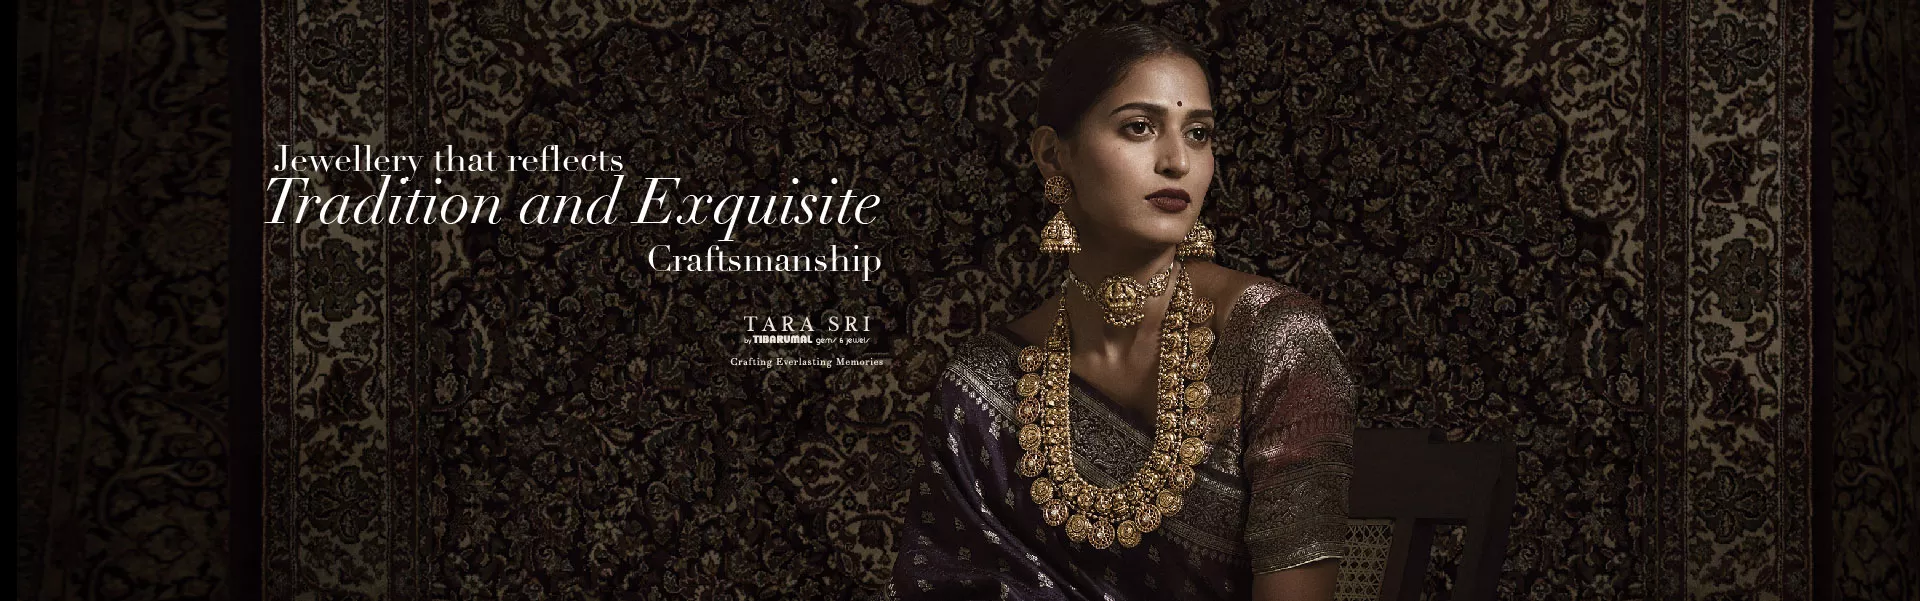 Jewellery that reflects
Tradition and Exquisite
Craftsmanship
TARA SRI
by TIBARUMAL gems & jewels
Crafting Everlasting Memories